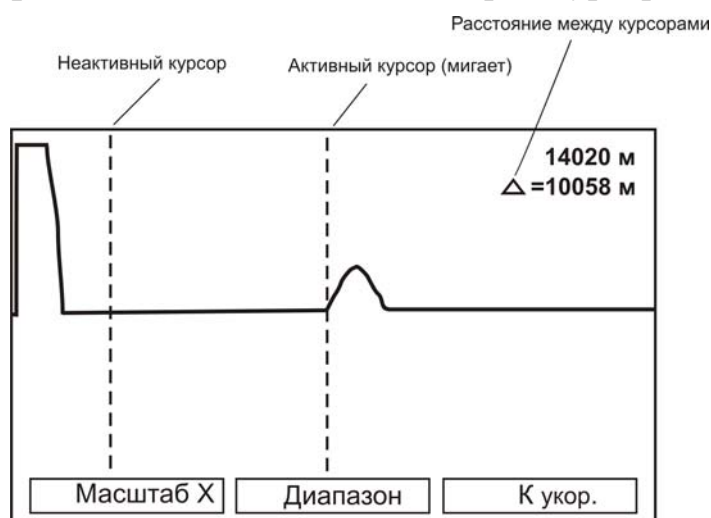 Расстояние между курсорами
Неактивный курсор
Активный курсор (мигает)
14020 м
△ =10058 м
Масштаб X
Диапазон
К укор.